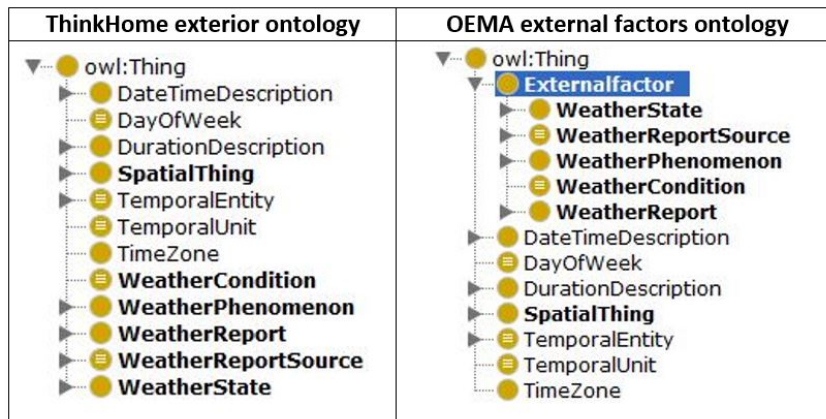 ThinkHome exterior ontology
owl:Thing
DateTimeDescription
DayOfWeek
DurationDescription
SpatialThing
TemporalEntity
TemporalUnit
TimeZone
WeatherCondition
WeatherPhenomenon
WeatherReport
WeatherReportSource
WeatherState
OEMA external factors ontology
owl:Thing
Externalfactor
WeatherState
WeatherReportSource
WeatherPhenomenon
WeatherCondition
WeatherReport
DateTimeDescription
DayOfWeek
DurationDescription
SpatialThing
TemporalEntity
TemporalUnit
TimeZone